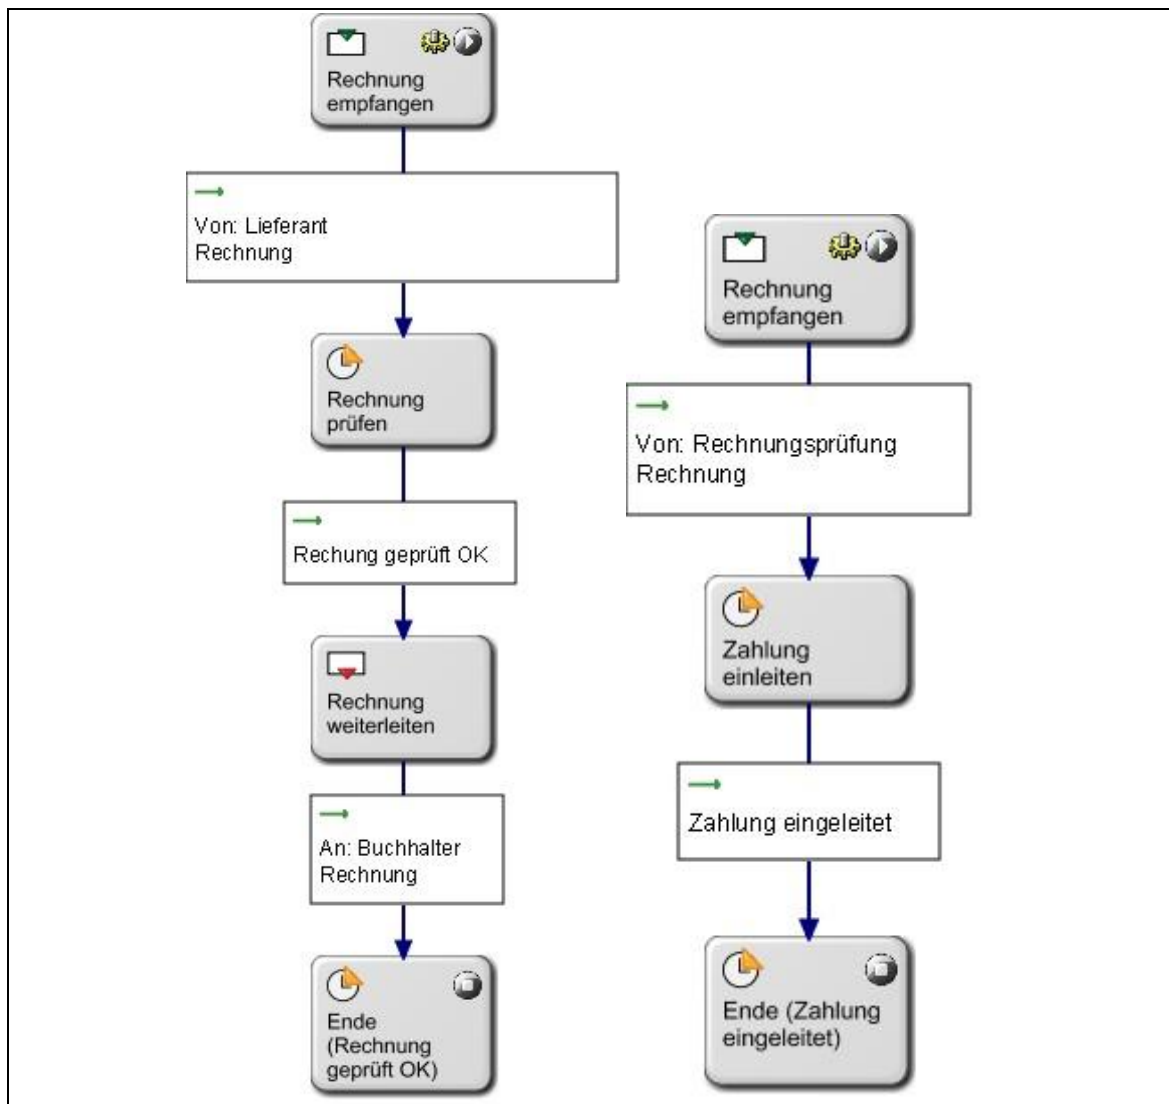 Rechnung
empfangen
Von: Lieferant
Rechnung
Rechnung
prüfen
Rechung geprüft OK
Rechnung
weiterleiten
An: Buchhalter
Rechnung
Ende
(Rechnung
geprüft OK)
Rechnung
empfangen
Von: Rechnungsprüfung
Rechnung
Zahlung
einleiten
Zahlung eingeleitet
Ende (Zahlung
eingeleitet)